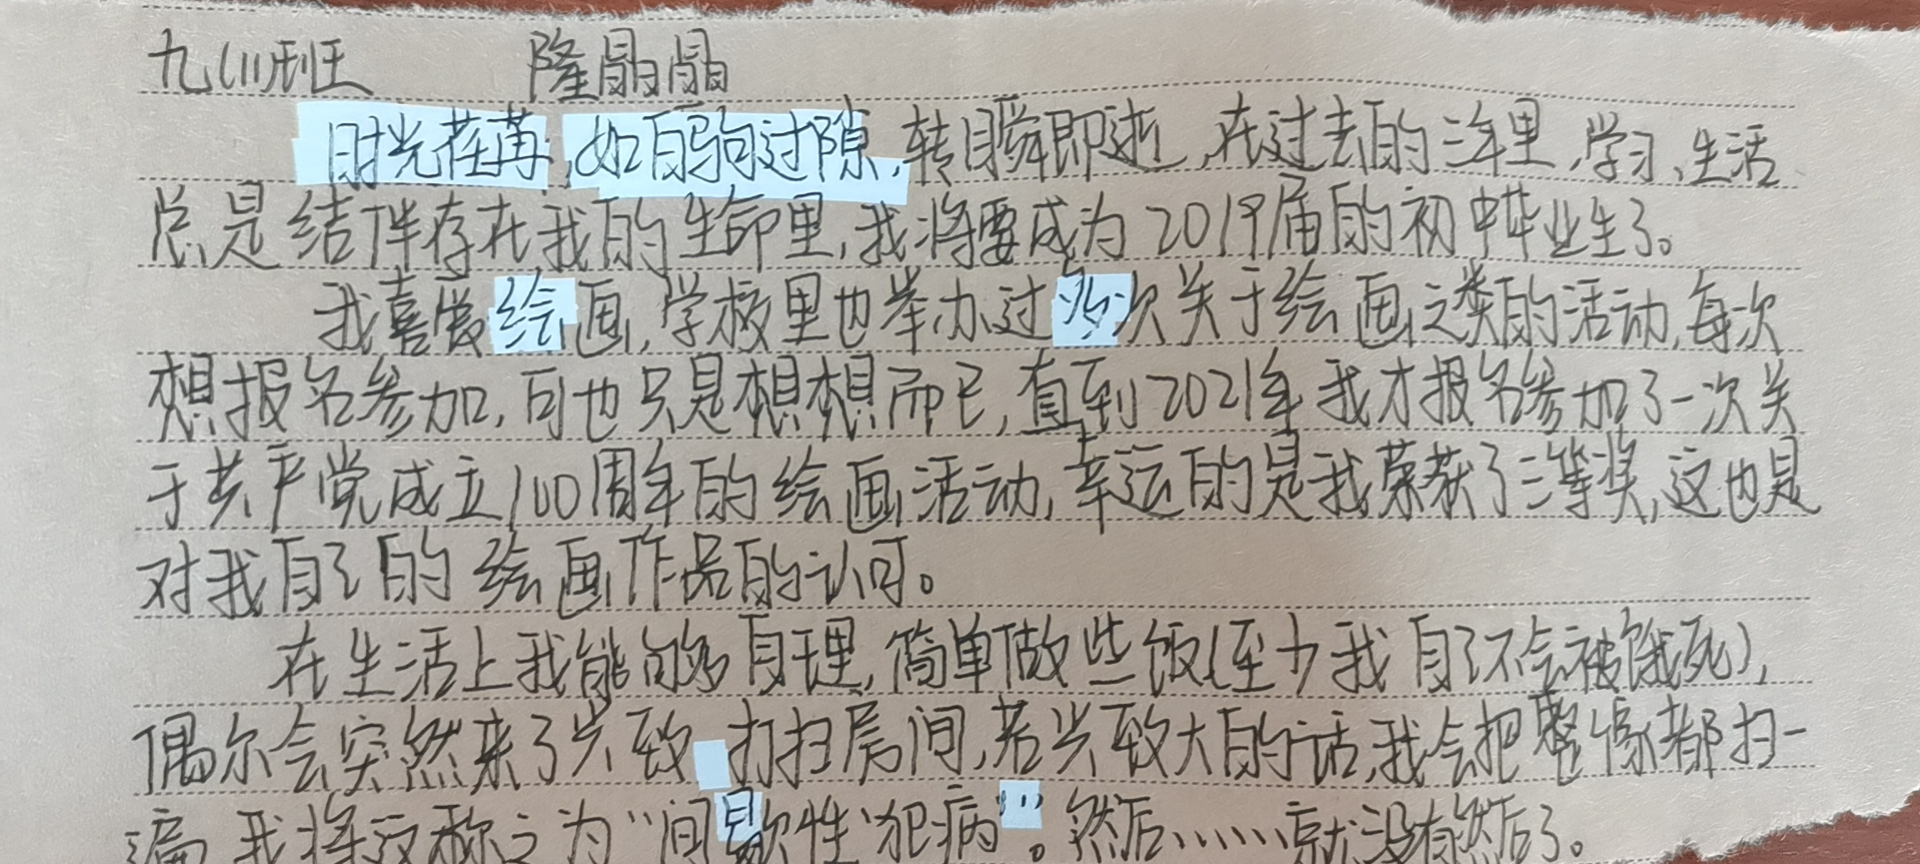 九(1)班 隆晶晶
时光荏苒,如白驹过隙,转瞬即逝,在过去的三年里,学习、生活
总是结伴存在我的生命里,我将要成为2019届的初中毕业生了。
我喜爱绘画,学校里也举办过多次关于绘画之类的活动,每次
想报名参加,可也只是想想而已,直到2021年我才报名参加了一次关
于共产党成立100周年的绘画活动,幸运的是我荣获了三等奖,这也是
对我自己的绘画作品的认可。
在生活上我能够自理,简单做些饭(至少我自己不会被饿死),
偶尔会突然来了兴致打扫房间,若兴致大的话,我会把整个家都扫一
遍,我将这称之为“间歇性‘犯病’”。然后……就没有然后了。